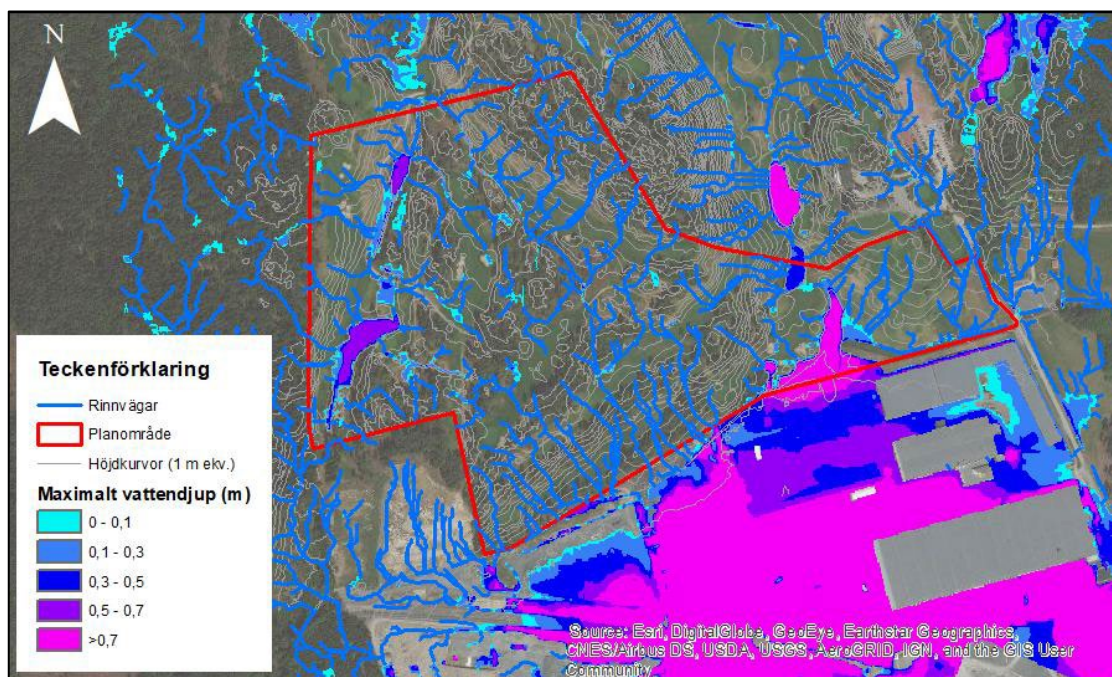 N
Teckenförklaring
Rinnvägar
Planområde
Höjdkurvor (1 m ekv.)
Maximalt vattendjup (m)
0 - 0,1
0,1 - 0,3
0,3 - 0,5
0,5 - 0,7
>0,7
Source: Esri, DigitalGlobe, GeoEye, Earthstar Geographics,
CNES/Airbus DS, USDA, USGS, AeroGRID, IGN, and the GIS User
Community